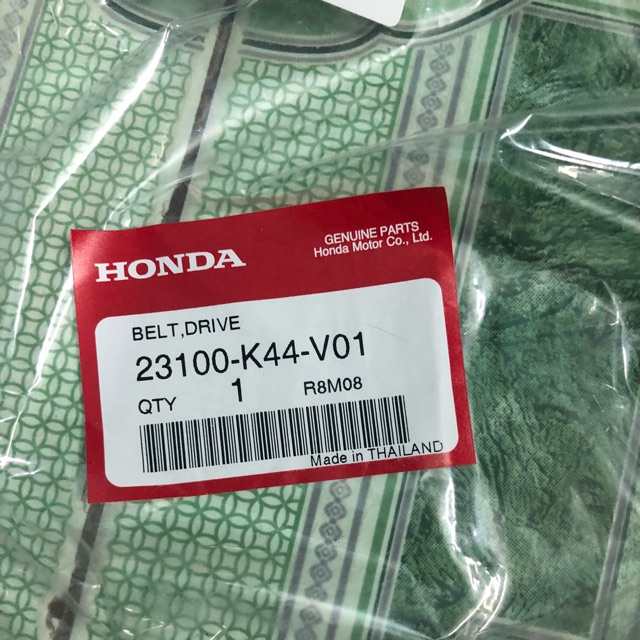 HONDA
GENUINE PARTS
Honda Motor Co., Ltd.
BELT,DRIVE
23100-K44-V01
QTY 1 R8M08
Made in THAILAND